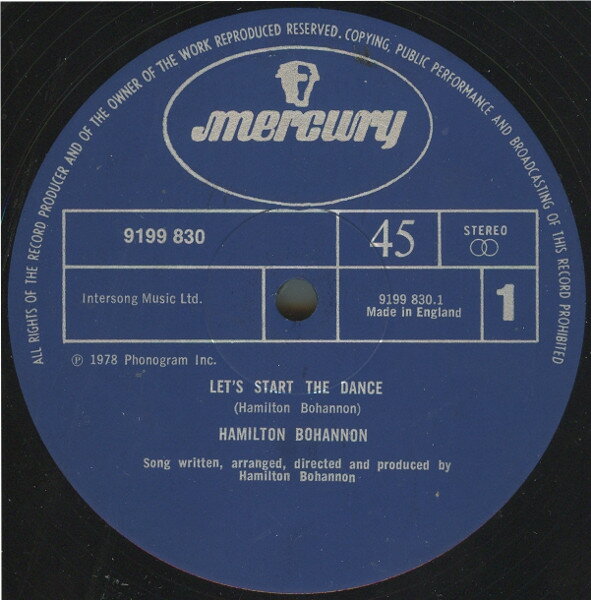 ALL RIGHTS OF THE RECORD PRODUCER AND OF THE OWNER OF THE WORK REPRODUCED RESERVED. COPYING, PUBLIC PERFORMANCE AND BROADCASTING OF THIS RECORD PROHIBITED
mercury
9199 830
45
STEREO
Intersong Music Ltd.
9199 830.1
Made in England
1
℗ 1978 Phonogram Inc.
LET'S START THE DANCE
(Hamilton Bohannon)
HAMILTON BOHANNON
Song written, arranged, directed and produced by
Hamilton Bohannon